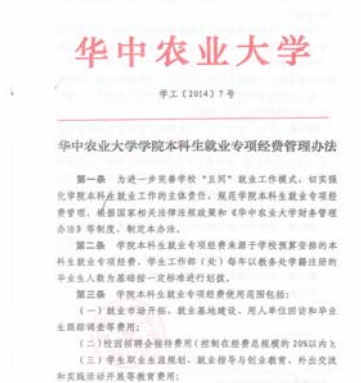 华中农业大学
学工〔2014〕7号
华中农业大学学院本科生就业专项经费管理办法
第一条 为进一步完善学校“五同”就业工作模式，切实强
化学院本科生就业工作的主体责任，规范学院本科生就业专项经
费管理，根据国家相关法律法规政策和《华中农业大学财务管理
办法》等制度，制定本办法。
第二条 学院本科生就业专项经费来源于学校预算安排的本
科生就业专项经费。学生工作部（处）每年以教务处学籍注册的
毕业生人数为基础按一定标准进行划拨。
第三条 学院本科生就业专项经费使用范围包括：
（一）就业市场开拓、就业基地建设、用人单位回访和毕业
生跟踪调查等费用；
（二）校园招聘会接待费用（控制在经费总规模的20%以内）；
（三）学生职业生涯规划、就业指导与创业教育、外出交流
和实践活动开展等教育费用；